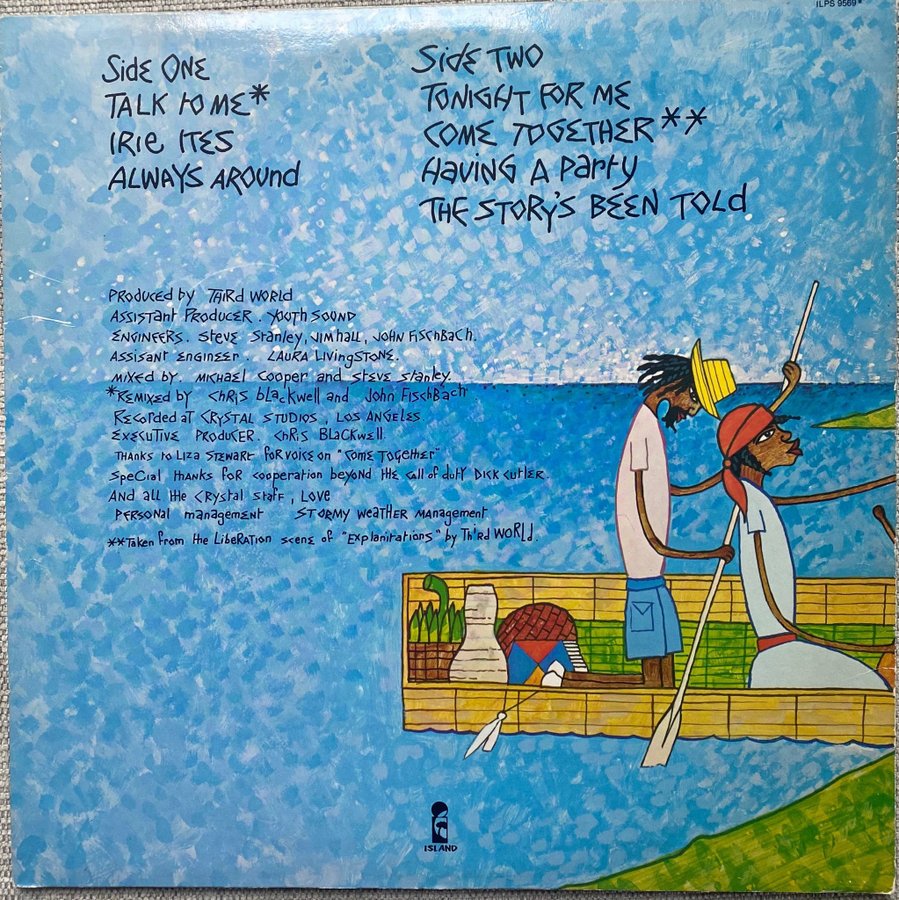 ILPS 9569
Side ONE
TALK TO ME*
IRIE ITES
ALWAYS AROUND
SIDE TWO
TONIGHT FOR ME
COME TOGETHER**
HAVING A PARTY
THE STORY'S BEEN TOLD
PRODUCED by THIRD WORLD
ASSISTANT PRODUCER. YOUTH SOUND
ENGINEERS. STEVE STANLEY, JIM HALL, JOHN FISCHBACH.
ASSISANT ENGINEER. LAURA LIVINGSTONE.
MIXED by. MICHAEL COOPER and STEVE STANLEY.
*REMIXED by CHRIS BLACKWELL and JOHN FISCHBACH
RECORDED AT CRYSTAL STUDIOS, LOS ANGELES
EXECUTIVE PRODUCER. CHRIS BLACKWELL
THANKS TO LIZA STEWART FOR VOICE ON "COME TOGETHER"
SPECIAL THANKS FOR COOPERATION BEYOND THE CALL OF DUTY DICK CUTLER.
AND ALL THE CRYSTAL STAFF, LOVE
PERSONAL MANAGEMENT STORMY WEATHER MANAGEMENT
**TAKEN FROM THE LIBERATION SCENE OF "EXPLANITATIONS" by THIRD WORLD.
ISLAND